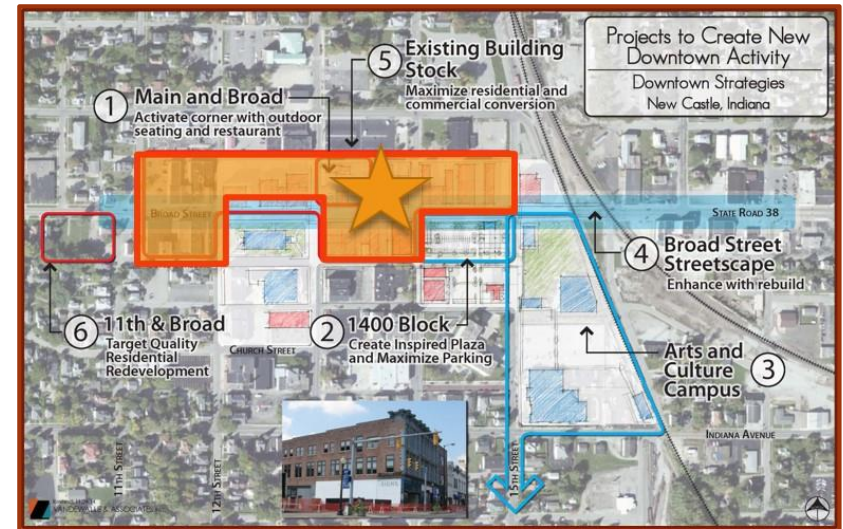 Projects to Create New
Downtown Activity
Downtown Strategies
New Castle, Indiana
5 Existing Building
Stock
Maximize residential and
commercial conversion
1 Main and Broad
Activate corner with outdoor
seating and restaurant
BROAD STREET
STATE ROAD 38
4 Broad Street
Streetscape
Enhance with rebuild
6 11th & Broad
Target Quality
Residential
Redevelopment
2 1400 Block
Create Inspired Plaza
and Maximize Parking
CHURCH STREET
Arts and
Culture
Campus 3
INDIANA AVENUE
11TH STREET
12TH STREET
15TH STREET
VANDEWALLE & ASSOCIATES INC.